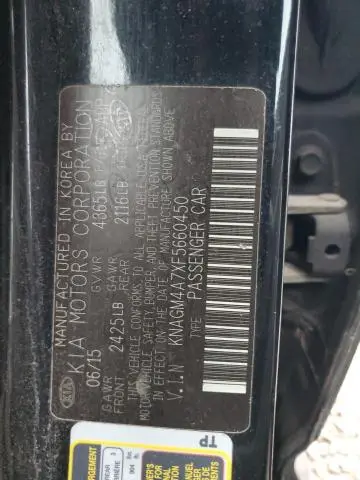 MANUFACTURED IN KOREA BY
KIA MOTORS CORPORATION
06/15 GVWR 4365LB
GAWR FRONT 2425LB GAWR REAR 2116LB
THIS VEHICLE CONFORMS TO ALL APPLICABLE
MOTOR VEHICLE SAFETY, BUMPER, AND THEFT PREVENTION STANDARDS
IN EFFECT ON THE DATE OF MANUFACTURE SHOWN ABOVE
V.I.N KNAGM4A7XF5660450
TYPE PASSENGER CAR
KIA
TP